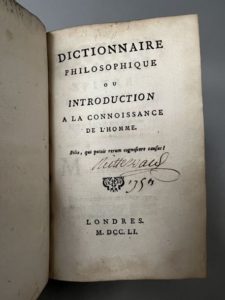 DICTIONNAIRE
PHILOSOPHIQUE
OU
INTRODUCTION
A LA CONNOISSANCE
DE L'HOMME.
Felix, qui potuit rerum cognoscere causas!
1751
LONDRES.
M. DCC. LI.